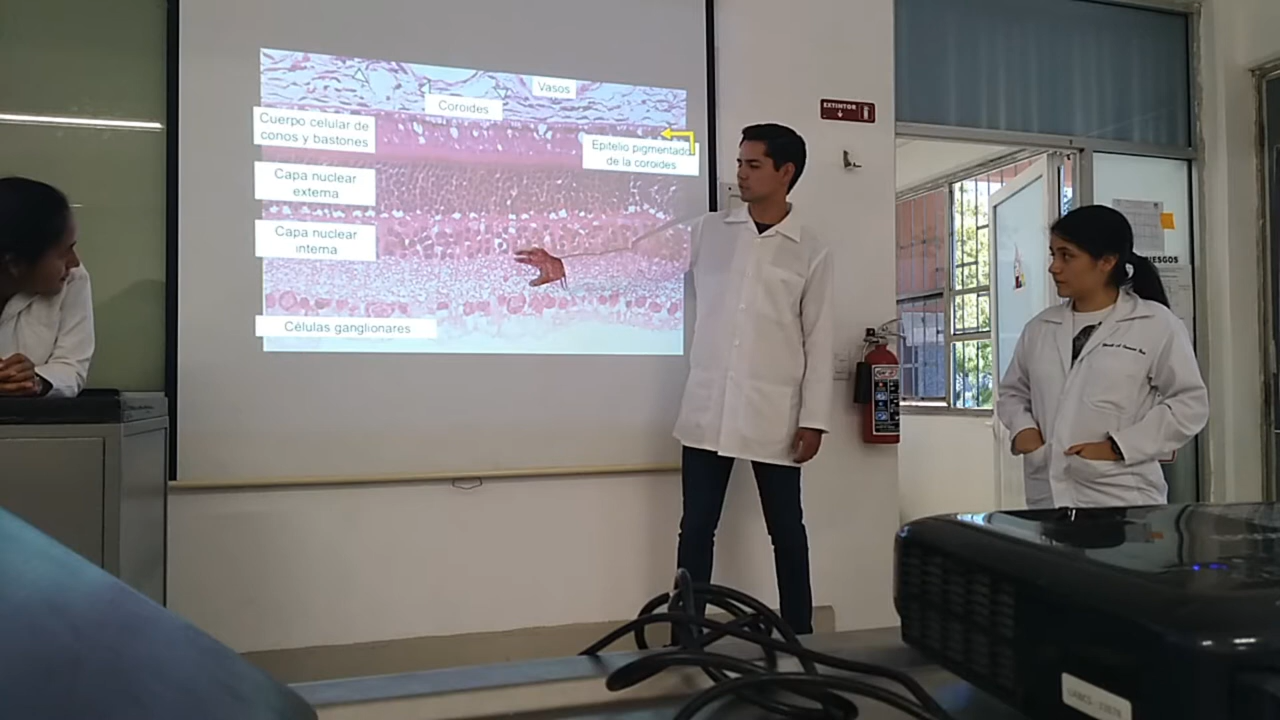 Vasos
Coroides
Cuerpo celular de
conos y bastones
Epitelio pigmentado
de la coroides
Capa nuclear
externa
Capa nuclear
interna
Células ganglionares
EXTINTOR
RIESGOS